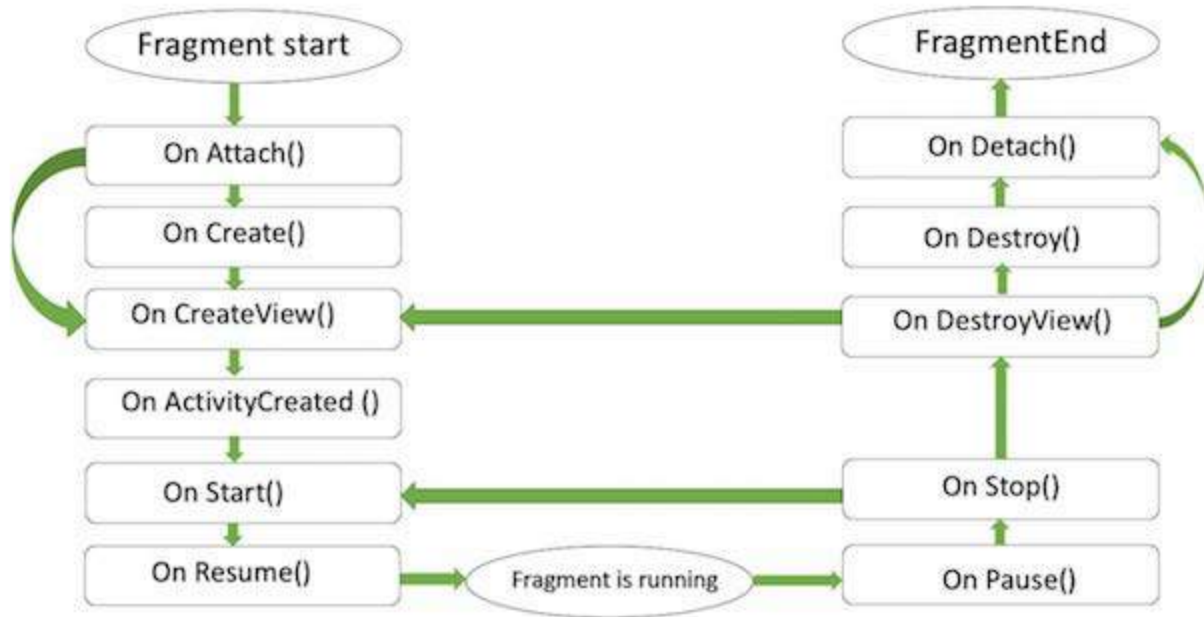 Fragment start
On Attach()
On Create()
On CreateView()
On ActivityCreated ()
On Start()
On Resume()
Fragment is running
On Pause()
On Stop()
On DestroyView()
On Destroy()
On Detach()
FragmentEnd